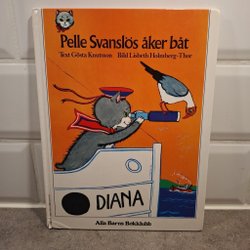 Pelle Svanslös åker båt
Text Gösta Knutsson Bild Lisbeth Holmberg-Thor
DIANA
Alla Barns Bokklubb